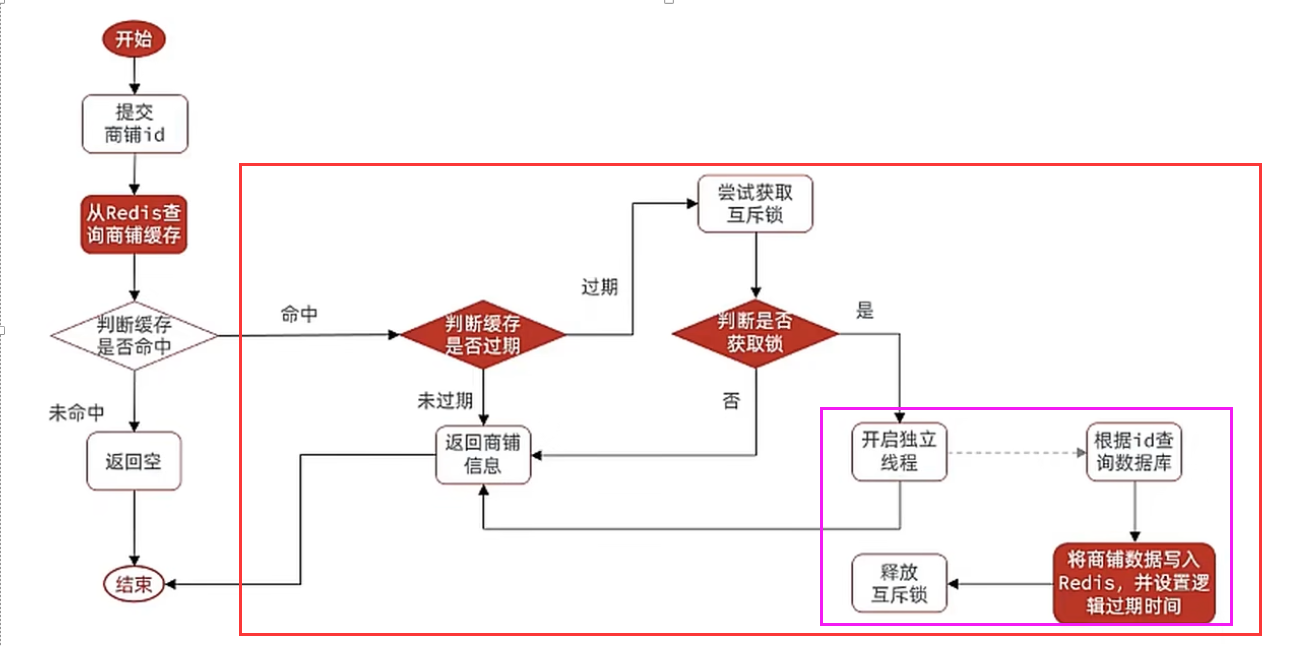 开始
提交
商铺id
从Redis查
询商铺缓存
判断缓存
是否命中
未命中
返回空
结束
命中
判断缓存
是否过期
未过期
返回商铺
信息
过期
尝试获取
互斥锁
判断是否
获取锁
否
是
开启独立
线程
根据id查
询数据库
将商铺数据写入
Redis，并设置逻
辑过期时间
释放
互斥锁